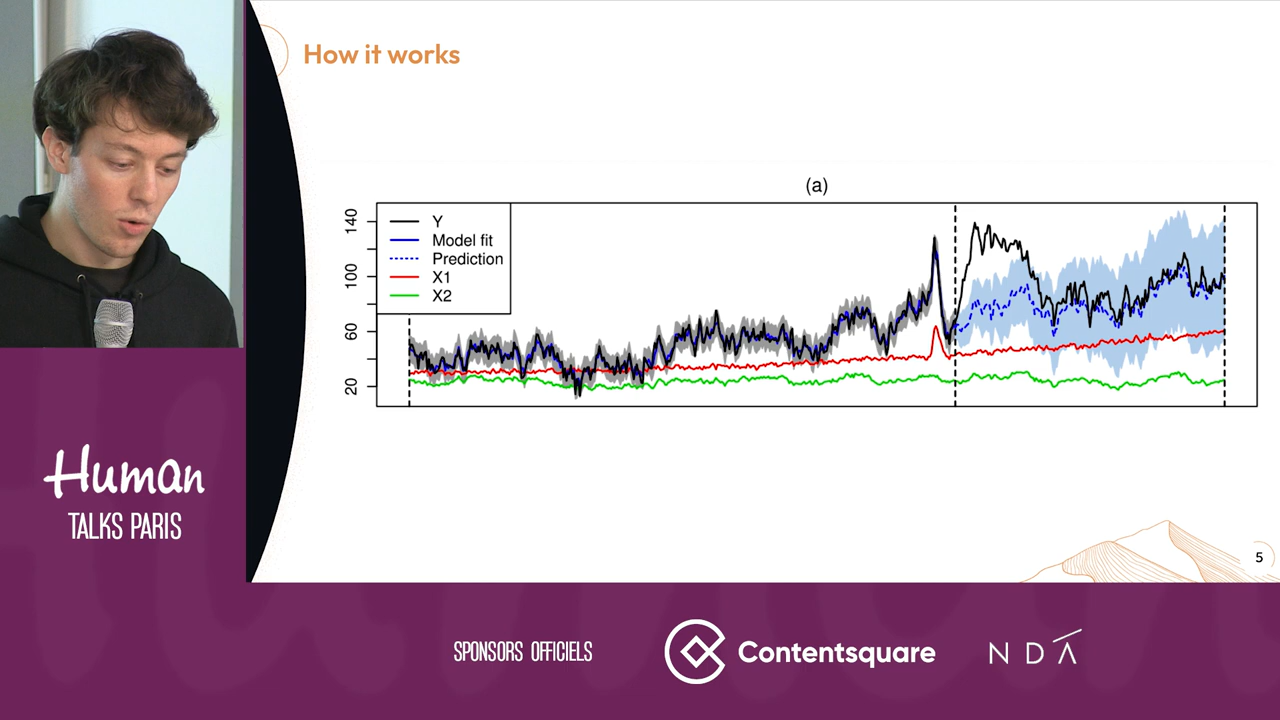 How it works
(a)
140
100
60
20
Y
Model fit
Prediction
X1
X2
5
Human
TALKS PARIS
SPONSORS OFFICIELS
Contentsquare
NDA